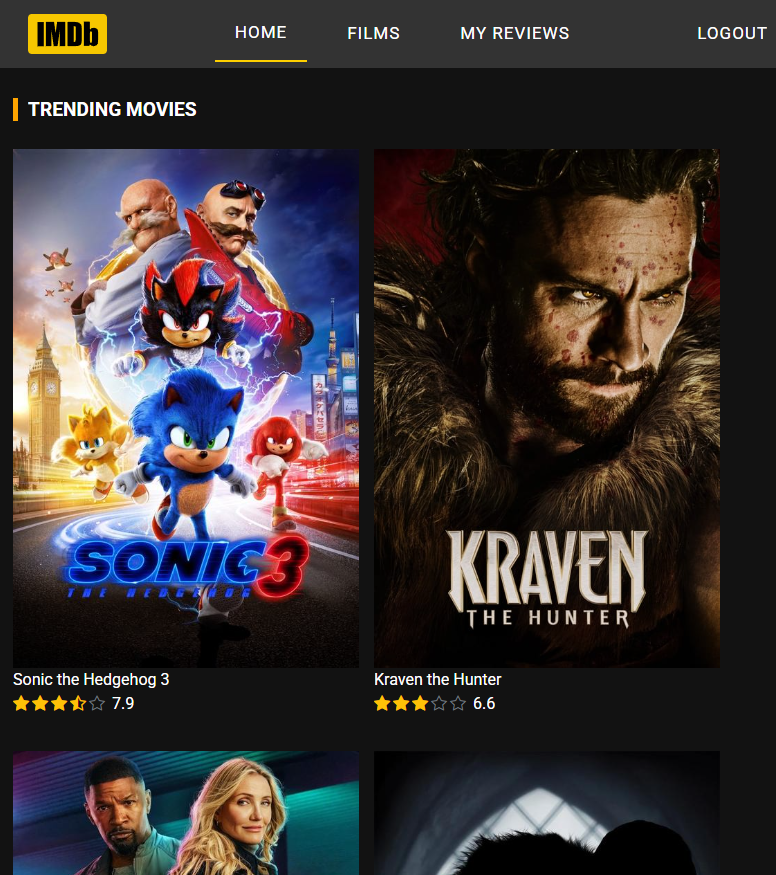 IMDb HOME FILMS MY REVIEWS LOGOUT
TRENDING MOVIES
SONIC 3
THE HEDGEHOG
KRAVEN
THE HUNTER
Sonic the Hedgehog 3
7.9
Kraven the Hunter
6.6